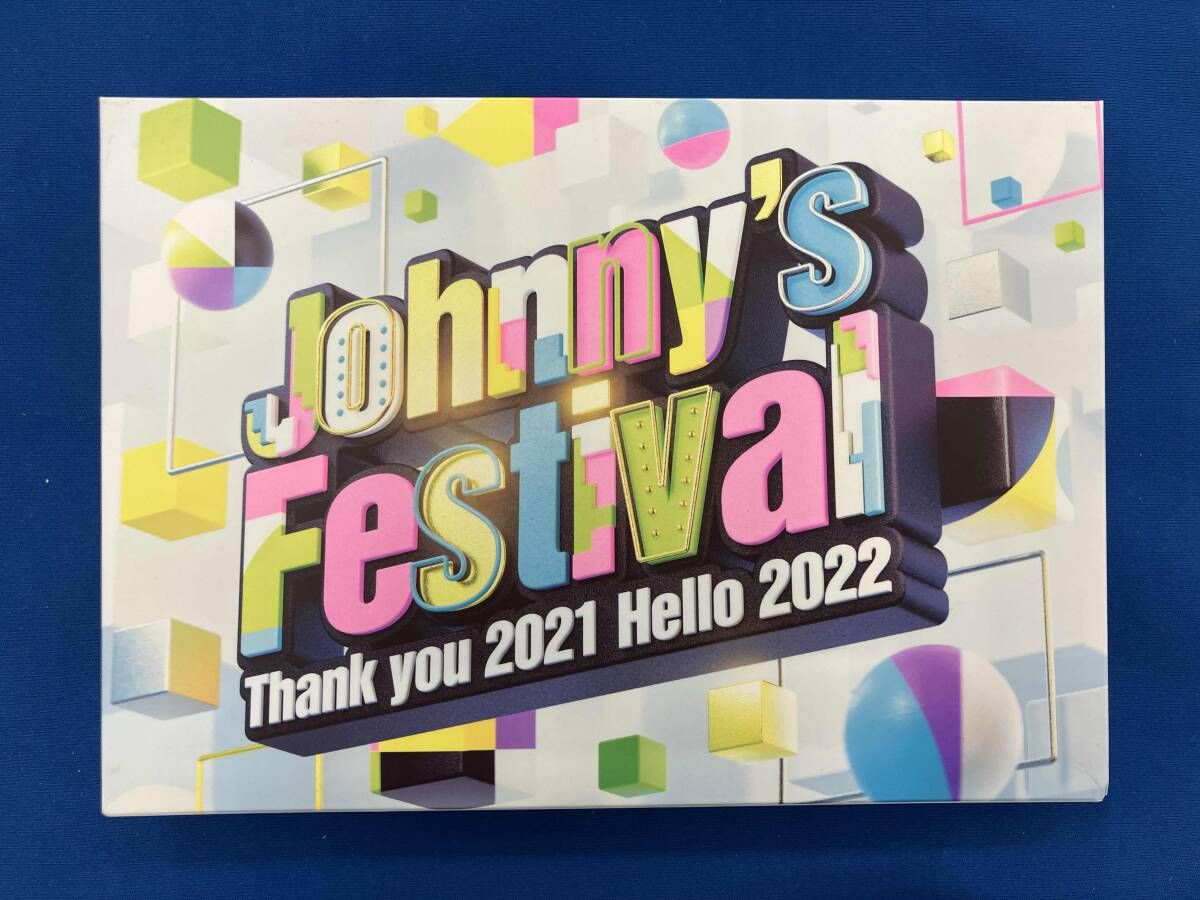 Johnny's
Festival
Thank you 2021 Hello 2022